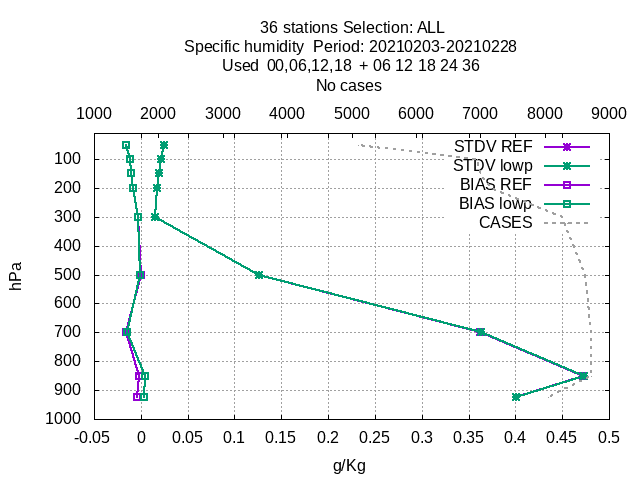 36 stations Selection: ALL
Specific humidity  Period: 20210203-20210228
Used  00,06,12,18  + 06 12 18 24 36
No cases
1000 2000 3000 4000 5000 6000 7000 8000 9000
STDV REF
STDV lowp
BIAS REF
BIAS lowp
CASES
hPa
100
200
300
400
500
600
700
800
900
1000
-0.05 0 0.05 0.1 0.15 0.2 0.25 0.3 0.35 0.4 0.45 0.5
g/Kg